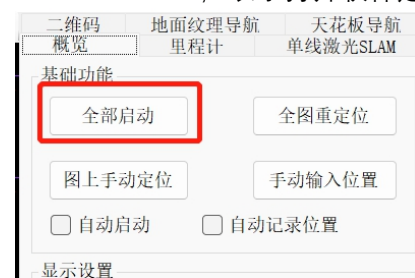 二维码 地面纹理导航 天花板导航
概览 里程计 单线激光SLAM
基础功能
全部启动 全图重定位
图上手动定位 手动输入位置
自动启动 自动记录位置
显示设置